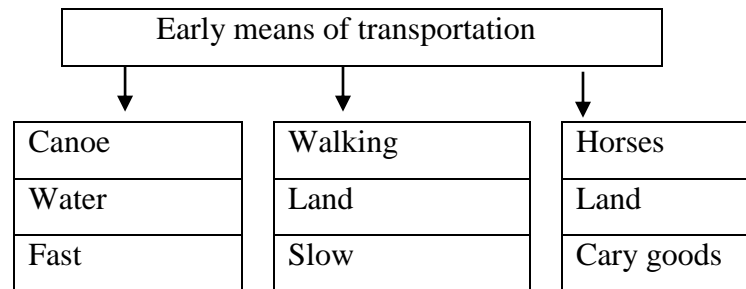 Early means of transportation
Canoe
Water
Fast
Walking
Land
Slow
Horses
Land
Cary goods